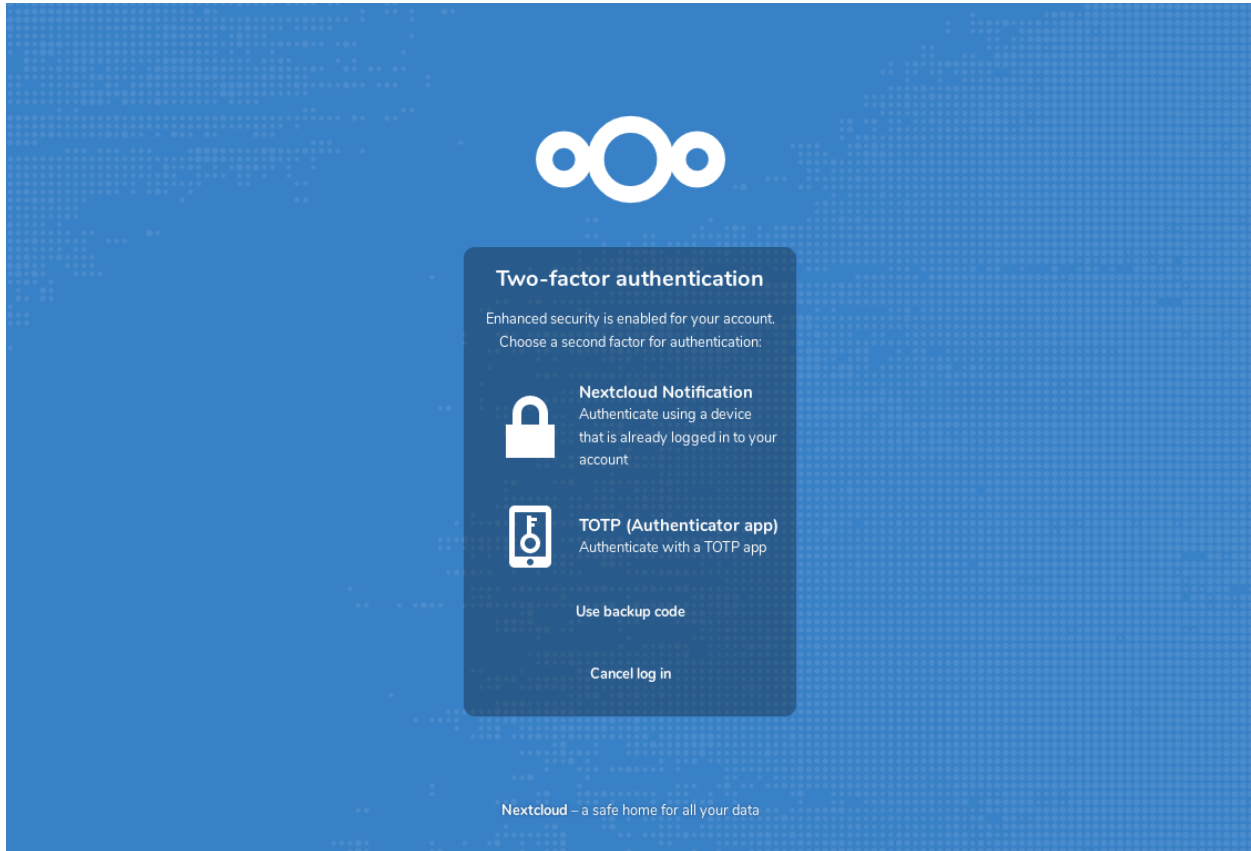 Two-factor authentication
Enhanced security is enabled for your account.
Choose a second factor for authentication:
Nextcloud Notification
Authenticate using a device
that is already logged in to your
account
TOTP (Authenticator app)
Authenticate with a TOTP app
Use backup code
Cancel log in
Nextcloud – a safe home for all your data